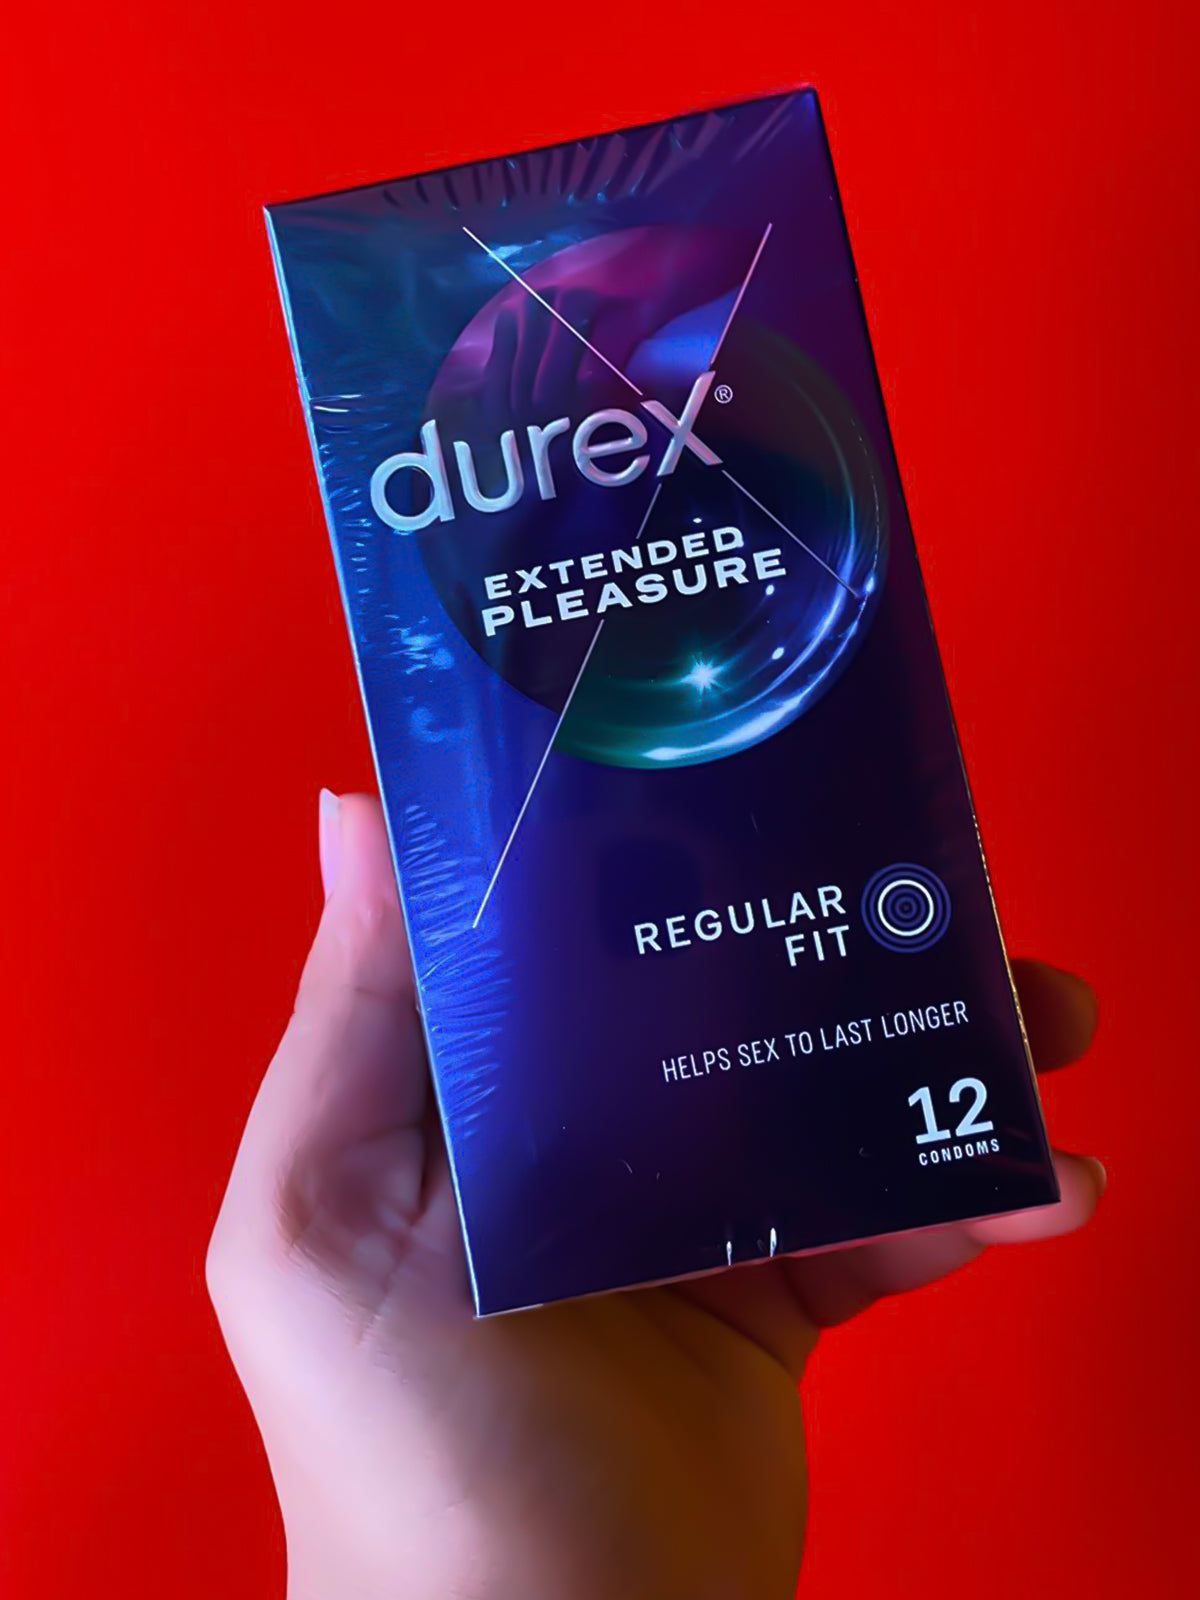 durex®
EXTENDED
PLEASURE
REGULAR
FIT
HELPS SEX TO LAST LONGER
12
CONDOMS